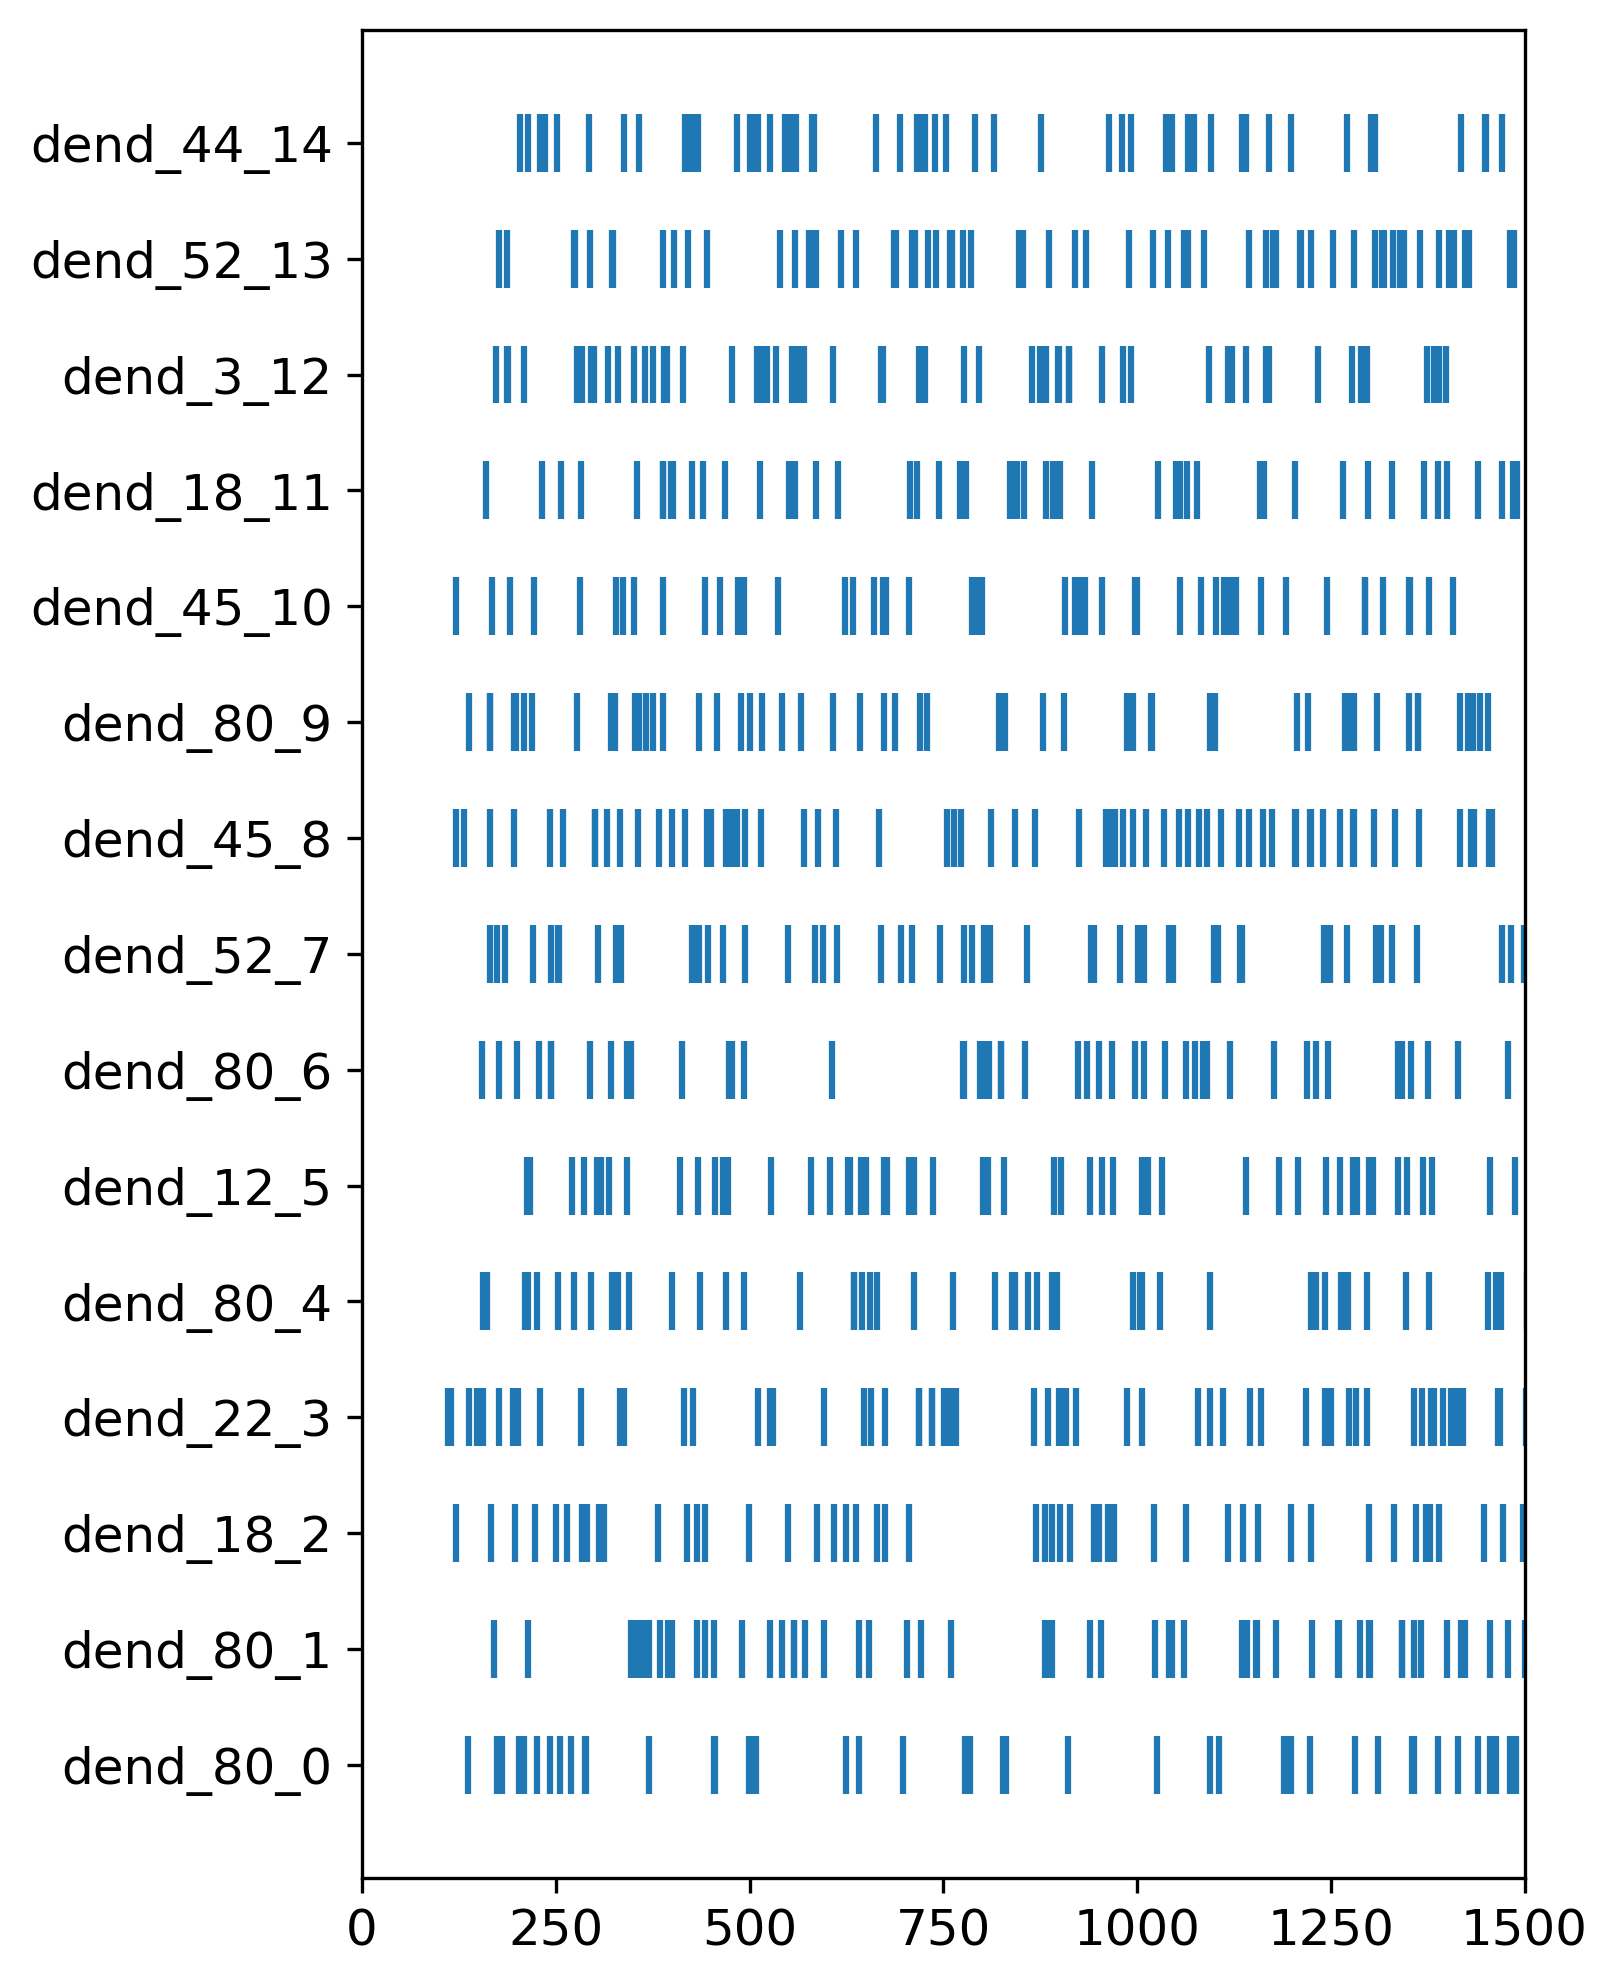 dend_44_14
dend_52_13
dend_3_12
dend_18_11
dend_45_10
dend_80_9
dend_45_8
dend_52_7
dend_80_6
dend_12_5
dend_80_4
dend_22_3
dend_18_2
dend_80_1
dend_80_0
0 250 500 750 1000 1250 1500